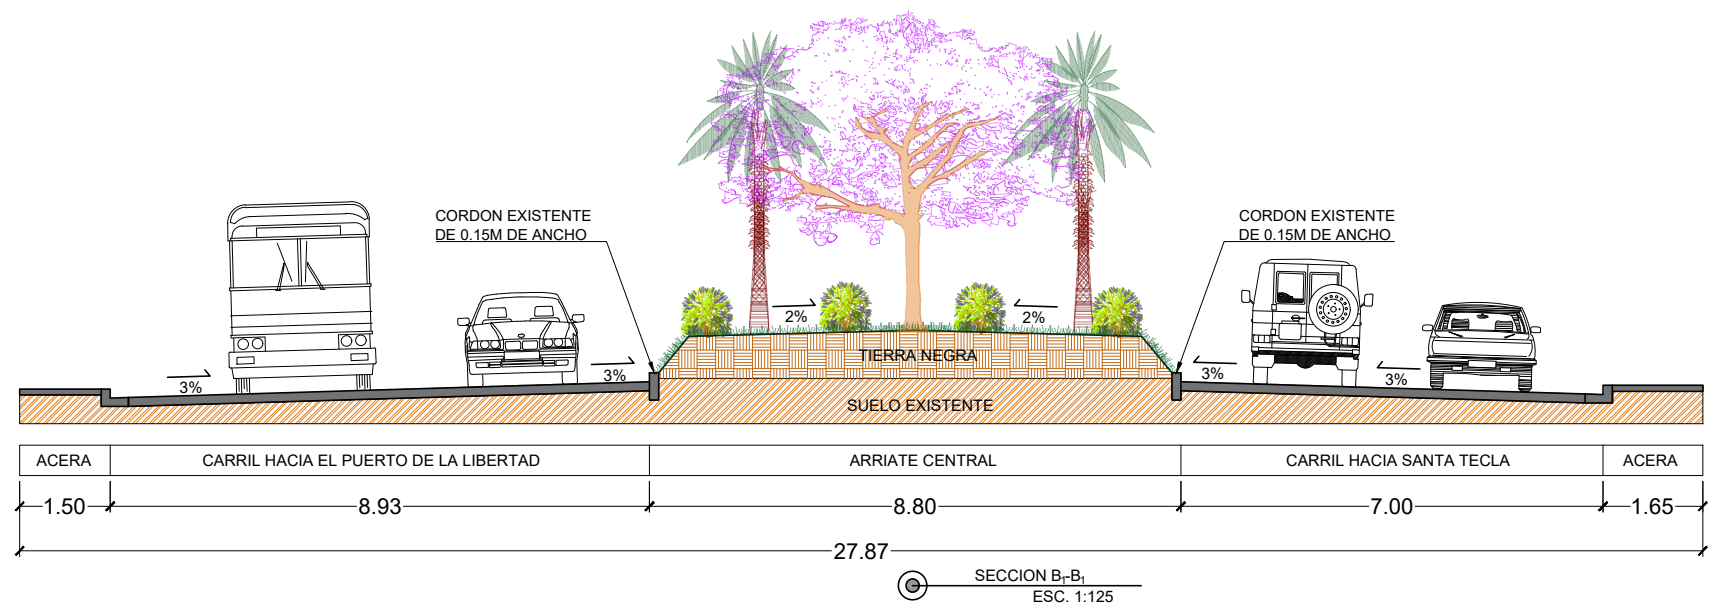 CORDON EXISTENTE
DE 0.15M DE ANCHO
CORDON EXISTENTE
DE 0.15M DE ANCHO
2%
2%
TIERRA NEGRA
3%
3%
3%
3%
SUELO EXISTENTE
ACERA
CARRIL HACIA EL PUERTO DE LA LIBERTAD
ARRIATE CENTRAL
CARRIL HACIA SANTA TECLA
ACERA
1.50
8.93
8.80
7.00
1.65
27.87
SECCION B₁-B₁
ESC. 1:125